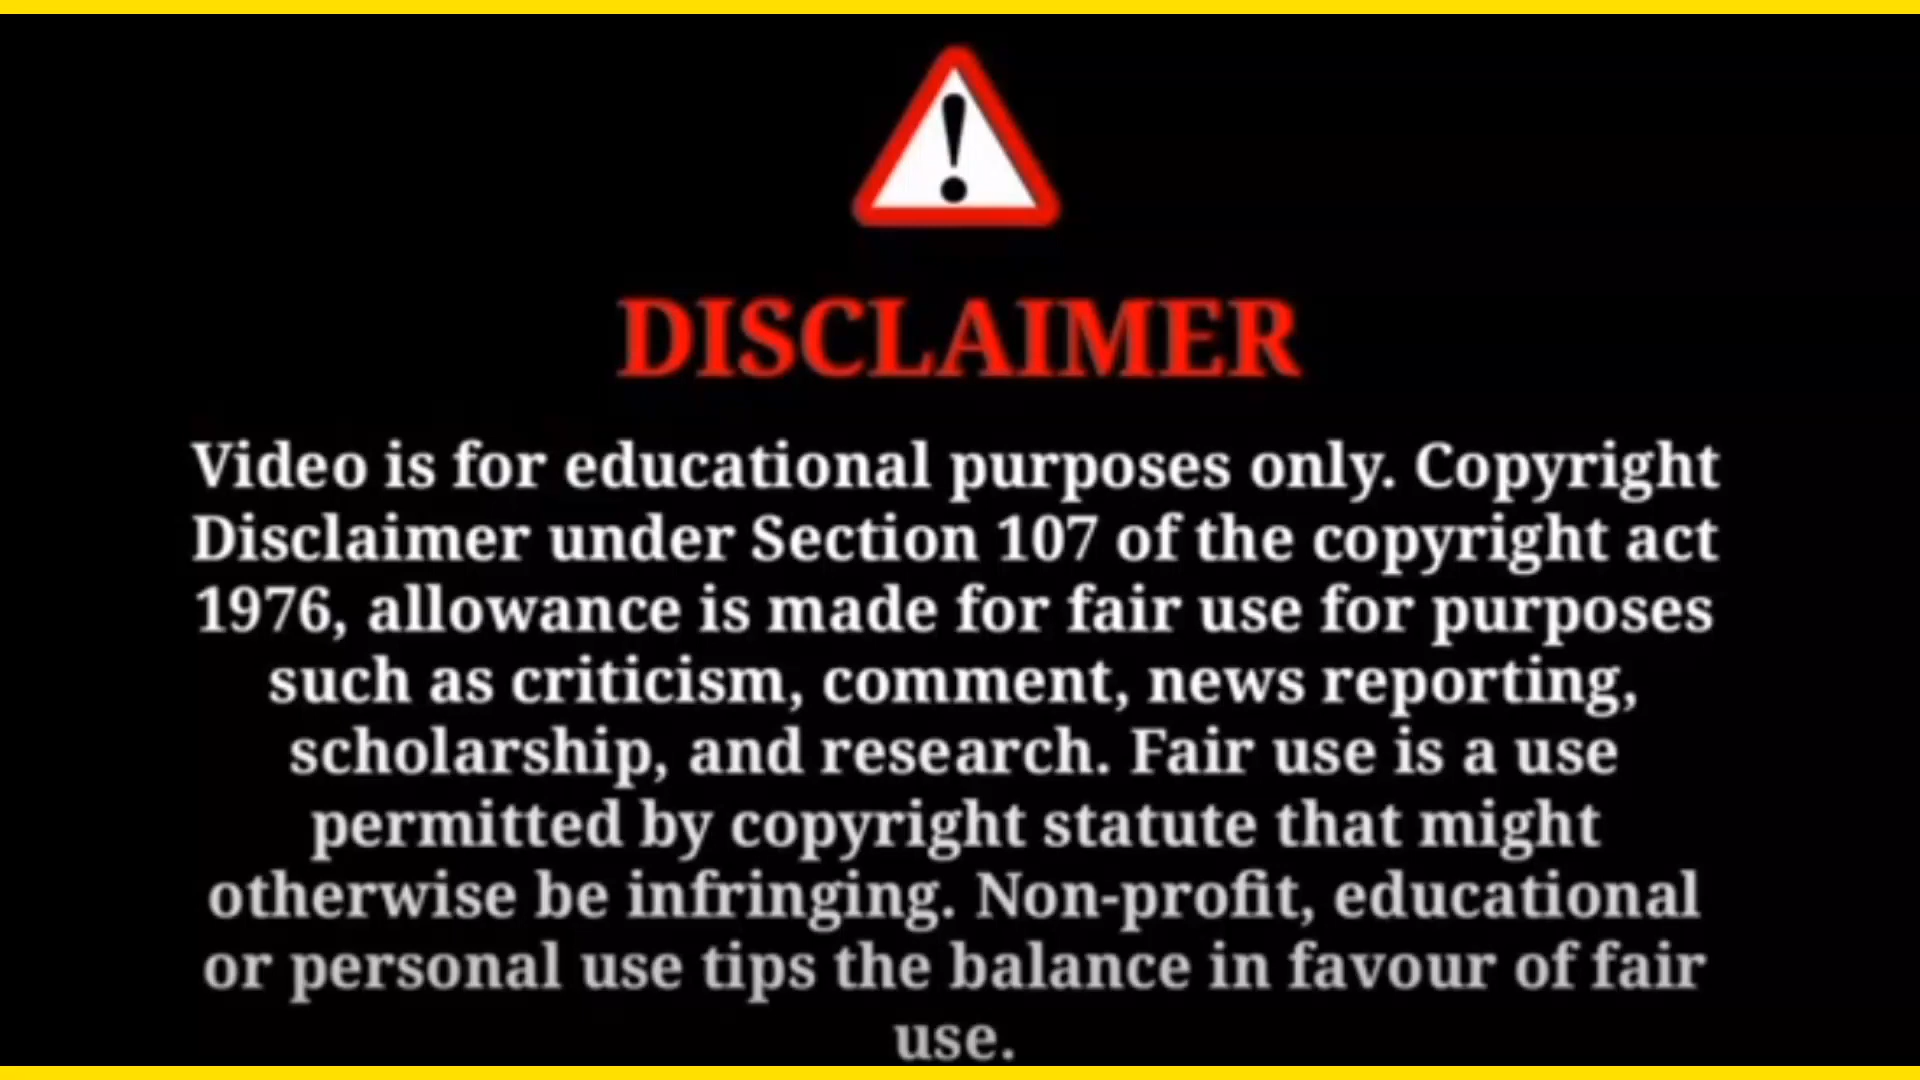 DISCLAIMER
Video is for educational purposes only. Copyright
Disclaimer under Section 107 of the copyright act
1976, allowance is made for fair use for purposes
such as criticism, comment, news reporting,
scholarship, and research. Fair use is a use
permitted by copyright statute that might
otherwise be infringing. Non-profit, educational
or personal use tips the balance in favour of fair
use.